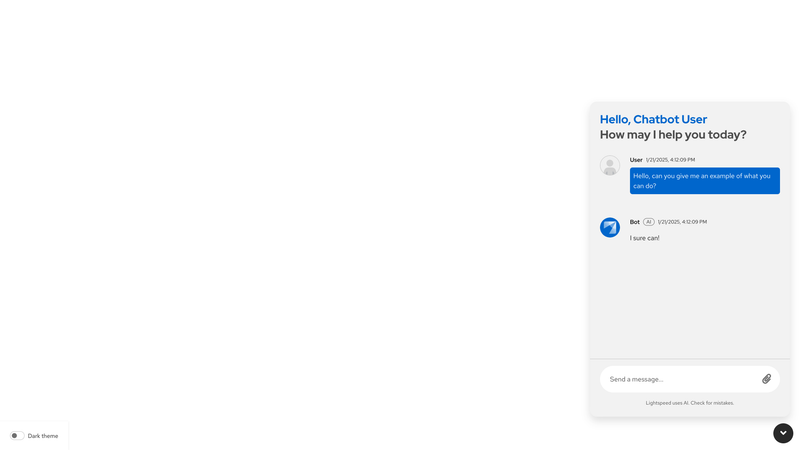 Hello, Chatbot User
How may I help you today?
User 1/21/2025, 4:12:09 PM
Hello, can you give me an example of what you
can do?
Bot AI 1/21/2025, 4:12:09 PM
I sure can!
Send a message...
Lightspeed uses AI. Check for mistakes.
Dark theme